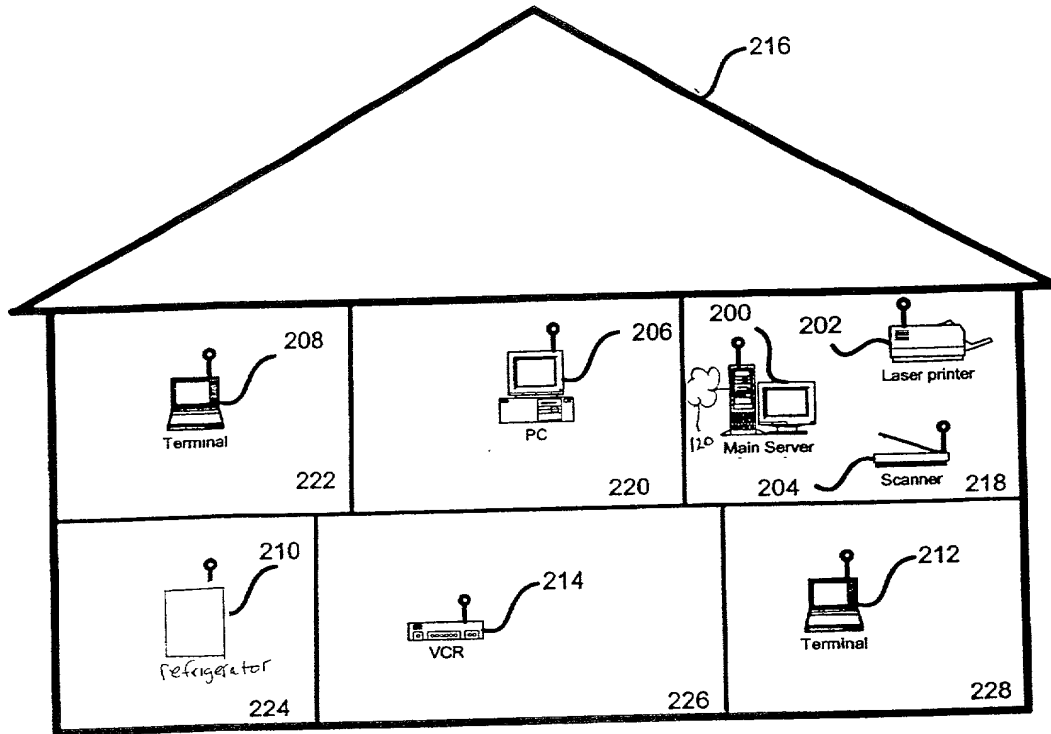 216
200
202
208
206
Laser printer
Terminal
PC
120
Main Server
222
220
204
Scanner
218
210
214
212
VCR
Terminal
refrigerator
224
226
228